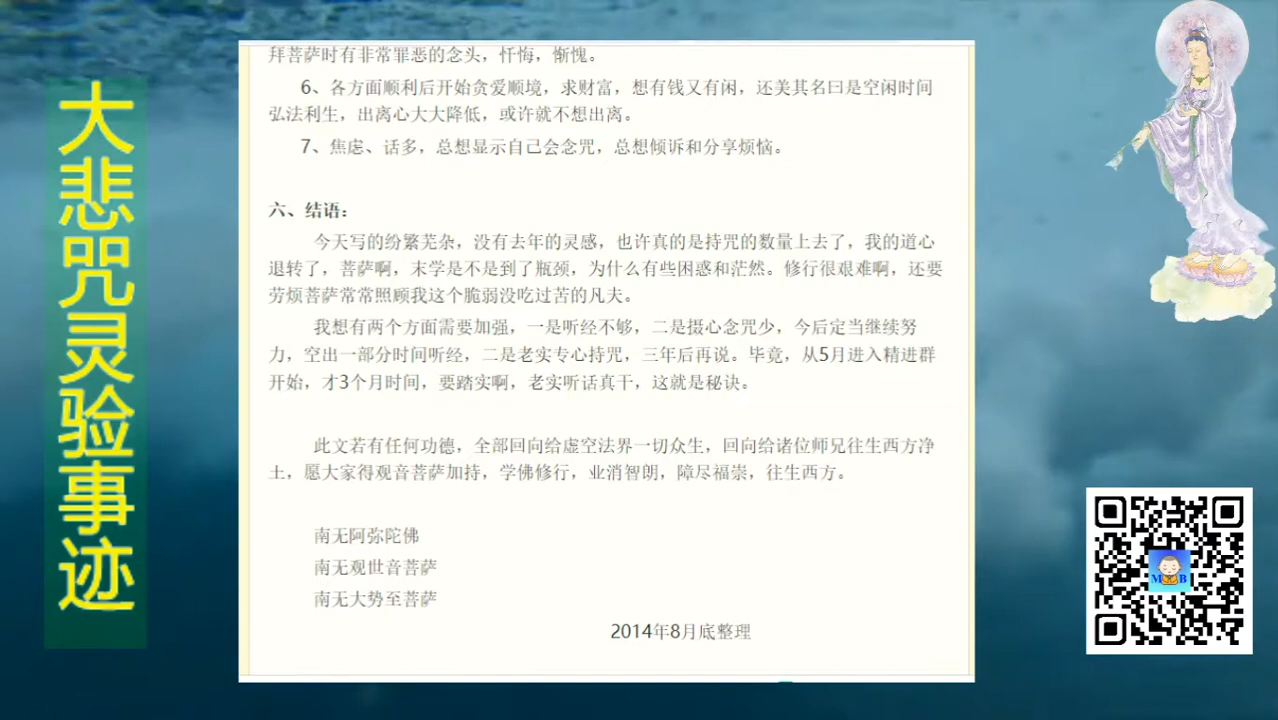 大悲咒灵验事迹
拜菩萨时有非常罪恶的念头，忏悔，惭愧。
6、各方面顺利后开始贪爱顺境，求财富，想有钱又有闲，还美其名曰是空闲时间
弘法利生，出离心大大降低，或许就不想出离。
7、焦虑、话多，总想显示自己会念咒，总想倾诉和分享烦恼。
六、结语：
今天写的纷繁芜杂，没有去年的灵感，也许真的是持咒的数量上去了，我的道心
退转了，菩萨啊，末学是不是到了瓶颈，为什么有些困惑和茫然。修行很艰难啊，还要
劳烦菩萨常常照顾我这个脆弱没吃过苦的凡夫。
我想有两个方面需要加强，一是听经不够，二是摄心念咒少，今后定当继续努
力，空出一部分时间听经，二是老实专心持咒，三年后再说。毕竟，从5月进入精进群
开始，才3个月时间，要踏实啊，老实听话真干，这就是秘诀。
此文若有任何功德，全部回向给虚空法界一切众生，回向给诸位师兄往生西方净
土，愿大家得观音菩萨加持，学佛修行，业消智朗，障尽福崇，往生西方。
南无阿弥陀佛
南无观世音菩萨
南无大势至菩萨
2014年8月底整理
M B